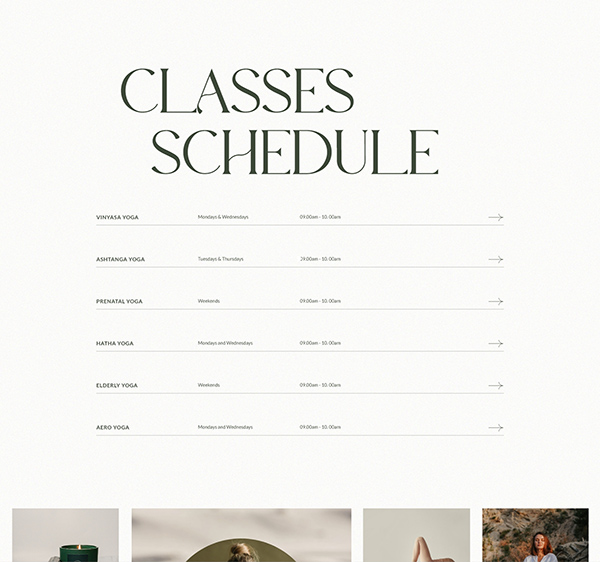 CLASSES
SCHEDULE
VINYASA YOGA Mondays & Wednesdays 09.00am - 10.00am
ASHTANGA YOGA Tuesdays & Thursdays 29.00am - 10.00am
PRENATAL YOGA Weekends 09.00am - 10.00am
HATHA YOGA Mondays and Wednesdays 09.00am - 10.00am
ELDERLY YOGA Weekends 09.00am - 10.00am
AERO YOGA Mondays and Wednesdays 09.00am - 10.00am